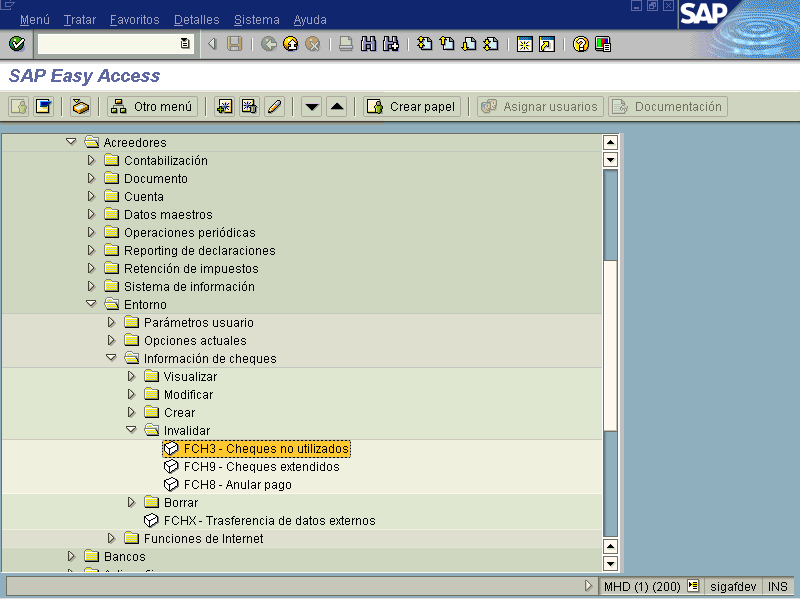 Menú Tratar Favoritos Detalles Sistema Ayuda
SAP
SAP Easy Access
Otro menú Crear papel Asignar usuarios Documentación
Acreedores
Contabilización
Documento
Cuenta
Datos maestros
Operaciones periódicas
Reporting de declaraciones
Retención de impuestos
Sistema de información
Entorno
Parámetros usuario
Opciones actuales
Información de cheques
Visualizar
Modificar
Crear
Invalidar
FCH3 - Cheques no utilizados
FCH9 - Cheques extendidos
FCH8 - Anular pago
Borrar
FCHX - Trasferencia de datos externos
Funciones de Internet
Bancos
MHD (1) (200) sigafdev INS